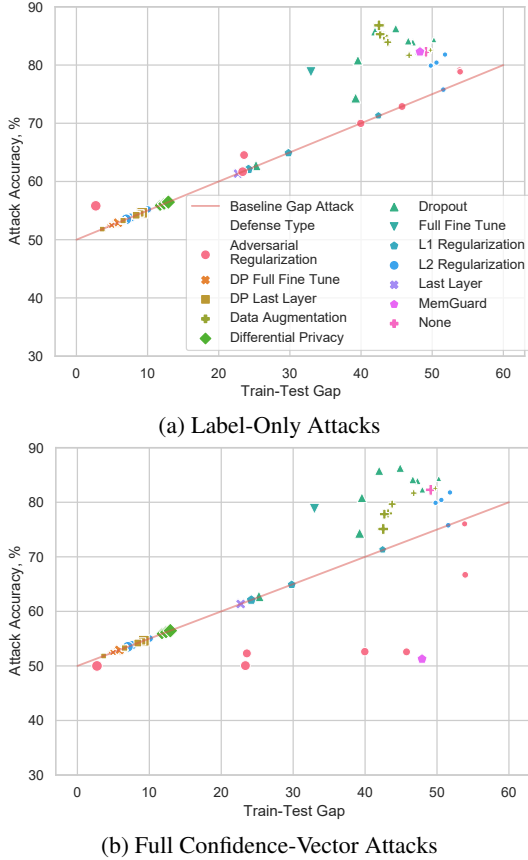 90
80
70
60
50
40
30
Attack Accuracy, %
Baseline Gap Attack
Defense Type
Adversarial
Regularization
DP Full Fine Tune
DP Last Layer
Data Augmentation
Differential Privacy
Dropout
Full Fine Tune
L1 Regularization
L2 Regularization
Last Layer
MemGuard
None
0 10 20 30 40 50 60
Train-Test Gap
(a) Label-Only Attacks
90
80
70
60
50
40
30
Attack Accuracy, %
0 10 20 30 40 50 60
Train-Test Gap
(b) Full Confidence-Vector Attacks